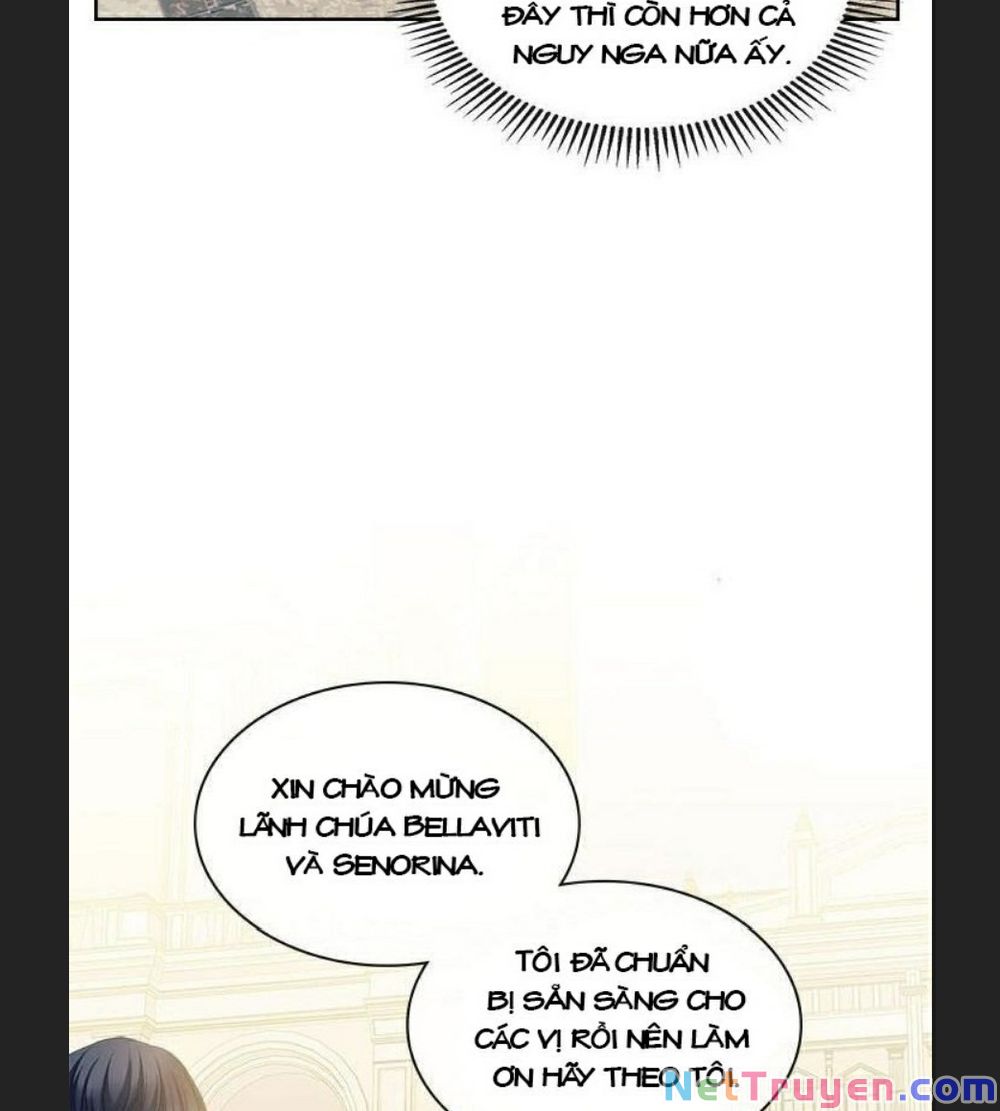 ĐÂY THÌ CÒN HƠN CẢ
NGUY NGA NỮA ẤY.
XIN CHÀO MỪNG
LÃNH CHÚA BELLAVITI
VÀ SENORINA.
TÔI ĐÃ CHUẨN
BỊ SẴN SÀNG CHO
CÁC VỊ RỒI NÊN LÀM
ƠN HÃY THEO TÔI.
NetTruyen.com